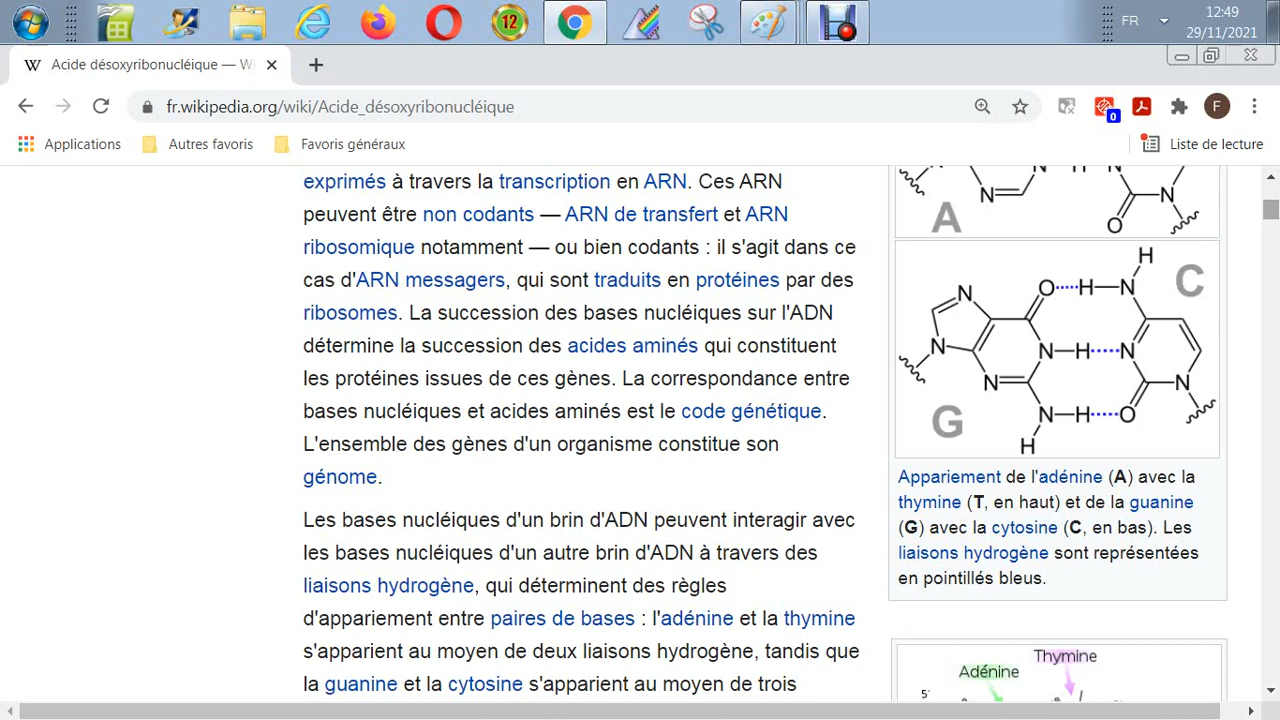 12
FR
12:49
29/11/2021
W Acide désoxyribonucléique — W
fr.wikipedia.org/wiki/Acide_désoxyribonucléique
0
F
Applications
Autres favoris
Favoris généraux
Liste de lecture
exprimés à travers la transcription en ARN. Ces ARN
peuvent être non codants — ARN de transfert et ARN
ribosomique notamment — ou bien codants : il s'agit dans ce
cas d'ARN messagers, qui sont traduits en protéines par des
ribosomes. La succession des bases nucléiques sur l'ADN
détermine la succession des acides aminés qui constituent
les protéines issues de ces gènes. La correspondance entre
bases nucléiques et acides aminés est le code génétique.
L'ensemble des gènes d'un organisme constitue son
génome.
Les bases nucléiques d'un brin d'ADN peuvent interagir avec
les bases nucléiques d'un autre brin d'ADN à travers des
liaisons hydrogène, qui déterminent des règles
d'appariement entre paires de bases : l'adénine et la thymine
s'apparient au moyen de deux liaisons hydrogène, tandis que
la guanine et la cytosine s'apparient au moyen de trois
N N
A O
H
N O H N C
N N H N
N N
G N H O
H
Appariement de l'adénine (A) avec la
thymine (T, en haut) et de la guanine
(G) avec la cytosine (C, en bas). Les
liaisons hydrogène sont représentées
en pointillés bleus.
Thymine
Adénine
5'